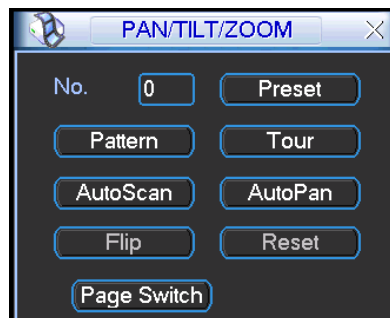 PAN/TILT/ZOOM
No. 0 Preset
Pattern Tour
AutoScan AutoPan
Flip Reset
Page Switch